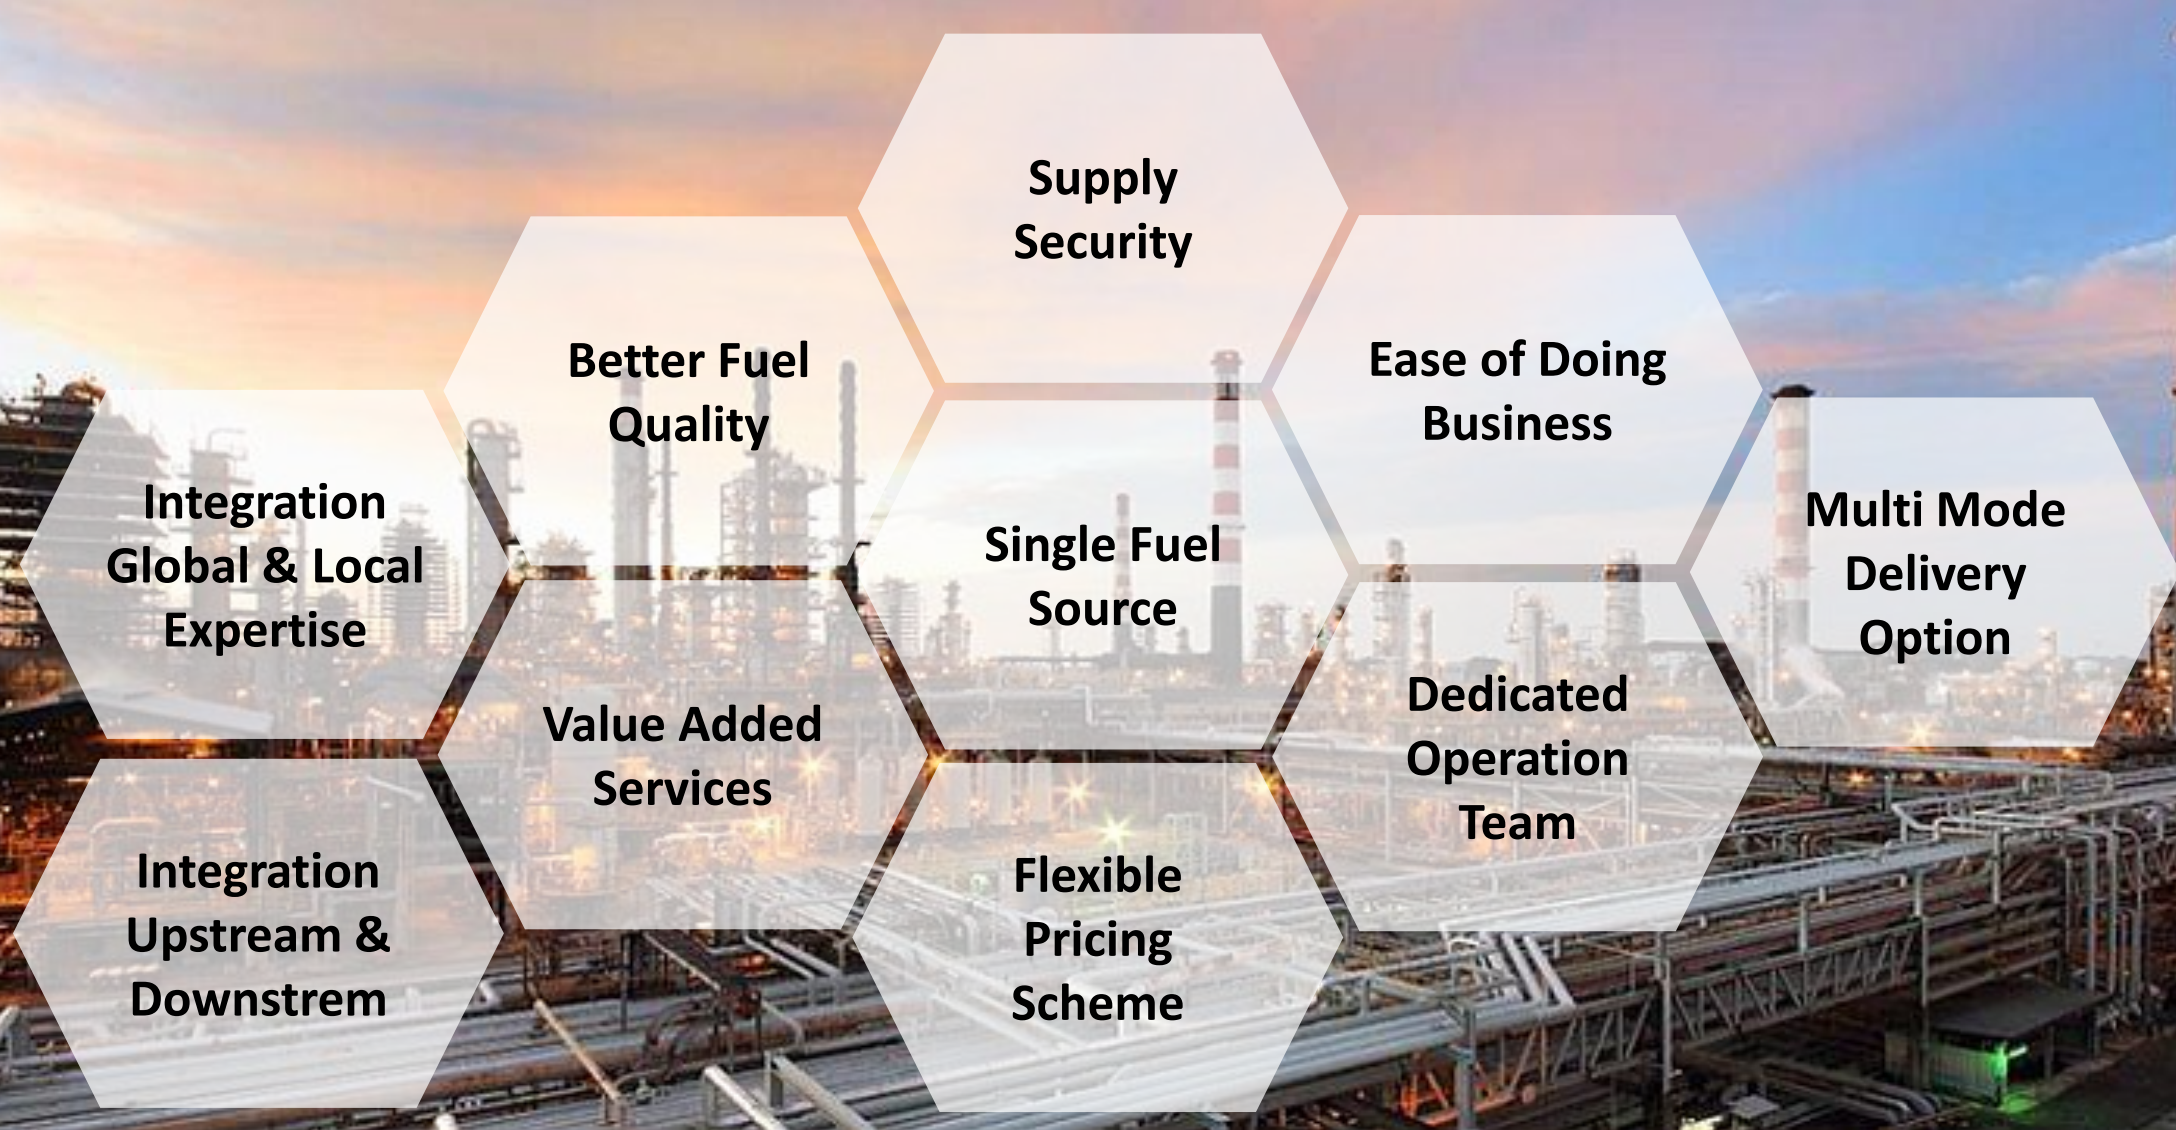 Supply
Security
Better Fuel
Quality
Ease of Doing
Business
Integration
Global & Local
Expertise
Single Fuel
Source
Multi Mode
Delivery
Option
Value Added
Services
Dedicated
Operation
Team
Integration
Upstream &
Downstrem
Flexible
Pricing
Scheme